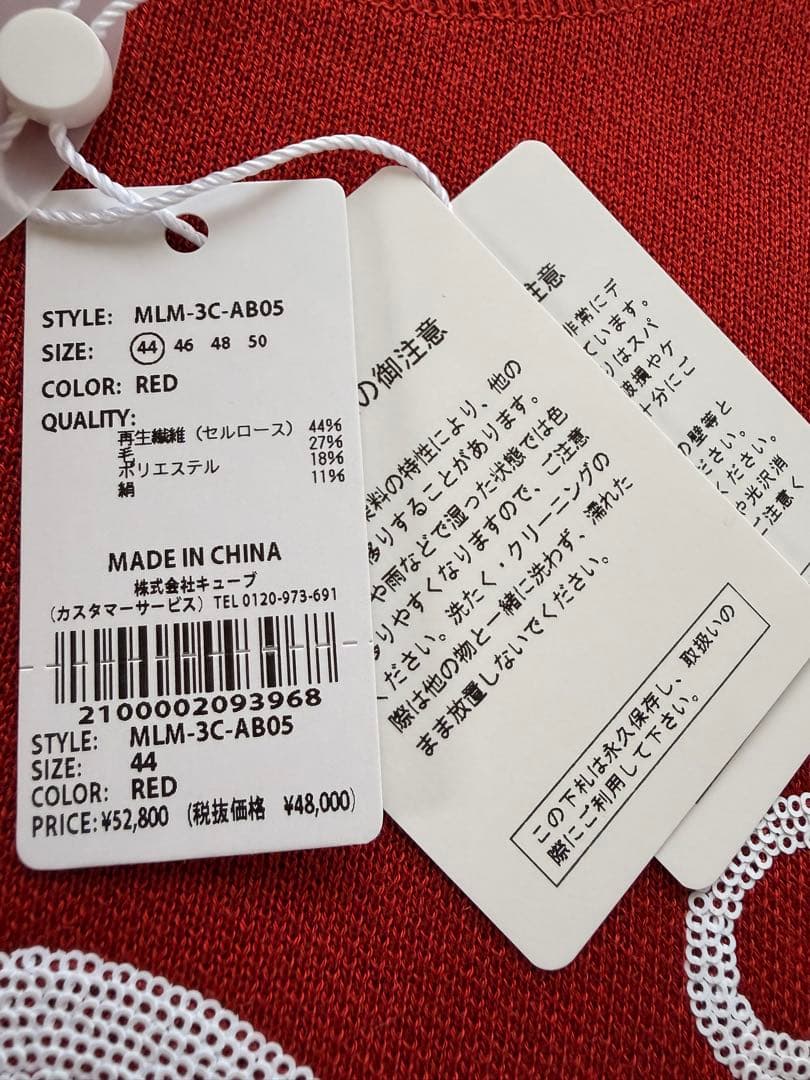 STYLE: MLM-3C-AB05
SIZE: 44 46 48 50
COLOR: RED
QUALITY:
再生繊維（セルロース） 44%
毛 27%
ポリエステル 18%
絹 11%
MADE IN CHINA
株式会社キューブ
（カスタマーサービス）TEL 0120-973-691
2100002093968
STYLE: MLM-3C-AB05
SIZE: 44
COLOR: RED
PRICE: ¥52,800 (税抜価格 ¥48,000)
の御注意
料の特性により、他の
移りすることがあります。
や雨などで湿った状態では色
りやすくなりますので、ご注意
ください。洗たく・クリーニングの
際は他の物と一緒に洗わず、濡れた
まま放置しないでください。
この下札は永久保存し、取扱いの
際にご利用して下さい。
注意
非常にデ
ています。
りはスパ
破損やケ
十分にご
の壁等と
ださい。
ください。
や光沢消
ご注意く